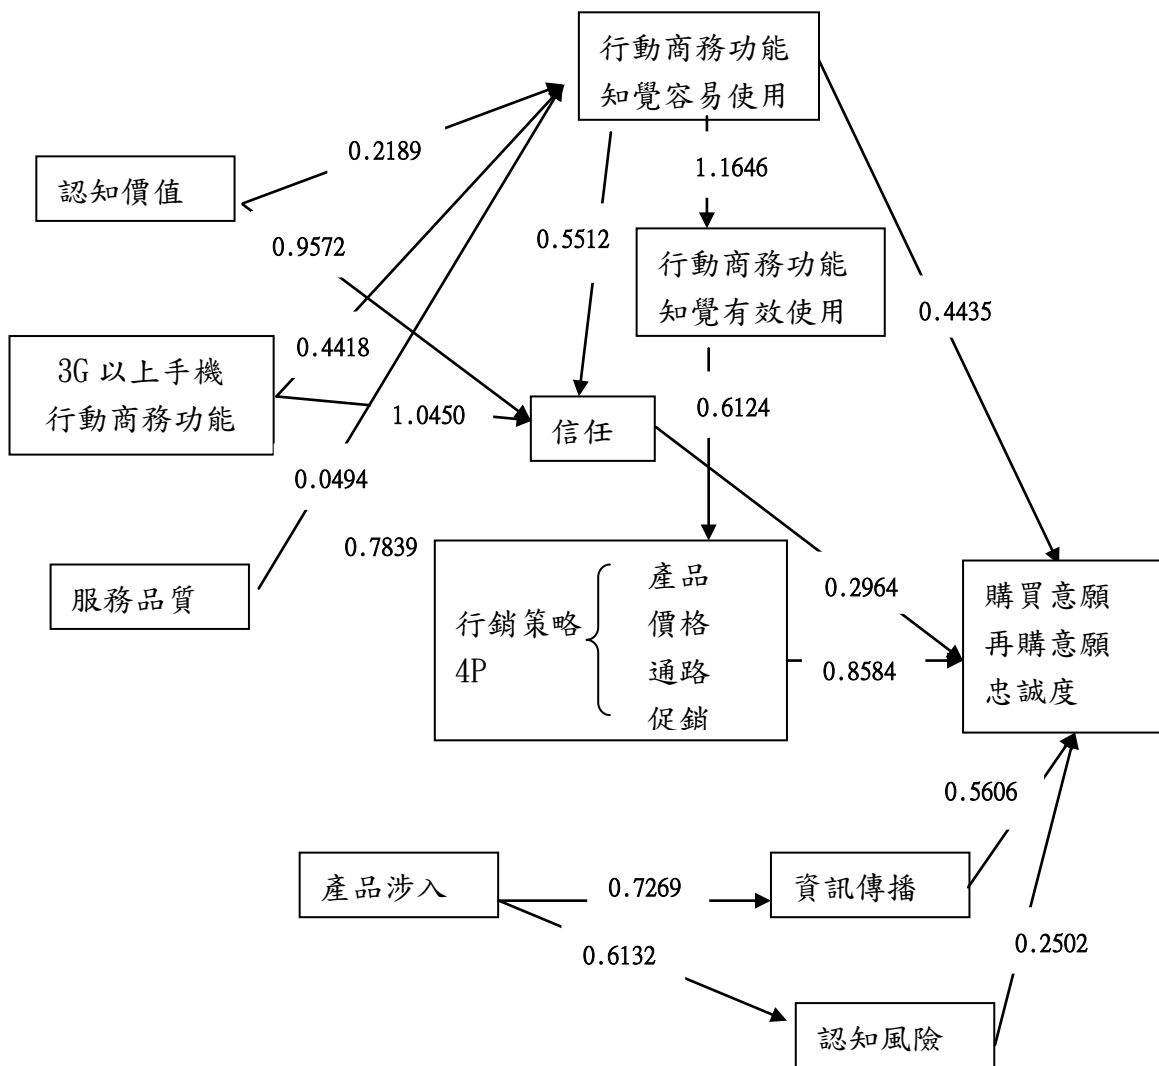 行動商務功能
知覺容易使用
0.2189
1.1646
認知價值
0.9572
0.5512
行動商務功能
知覺有效使用
0.4435
3G 以上手機
行動商務功能
0.4418
1.0450
信任
0.6124
0.0494
0.7839
服務品質
行銷策略
4P
產品
價格
通路
促銷
0.2964
0.8584
購買意願
再購意願
忠誠度
0.5606
產品涉入
0.7269
資訊傳播
0.6132
0.2502
認知風險